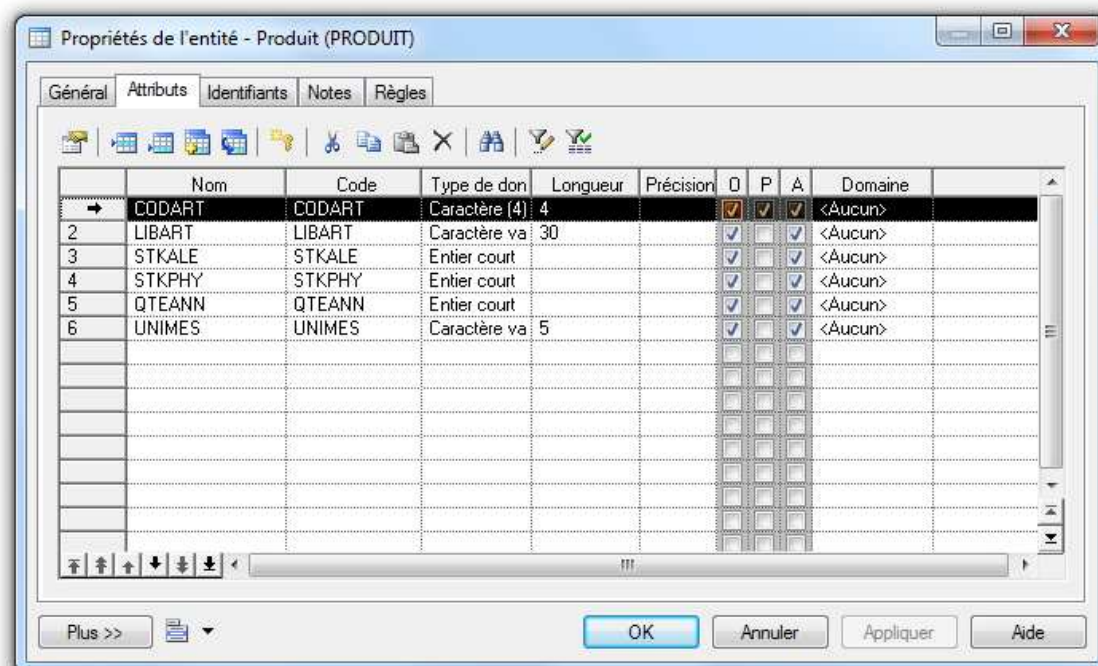 Propriétés de l'entité - Produit (PRODUIT)
Général Attributs Identifiants Notes Règles
Nom Code Type de don Longueur Précision O P A Domaine
CODART CODART Caractère (4) 4 <Aucun>
2 LIBART LIBART Caractère va 30 <Aucun>
3 STKALE STKALE Entier court <Aucun>
4 STKPHY STKPHY Entier court <Aucun>
5 QTEANN QTEANN Entier court <Aucun>
6 UNIMES UNIMES Caractère va 5 <Aucun>
Plus >> OK Annuler Appliquer Aide